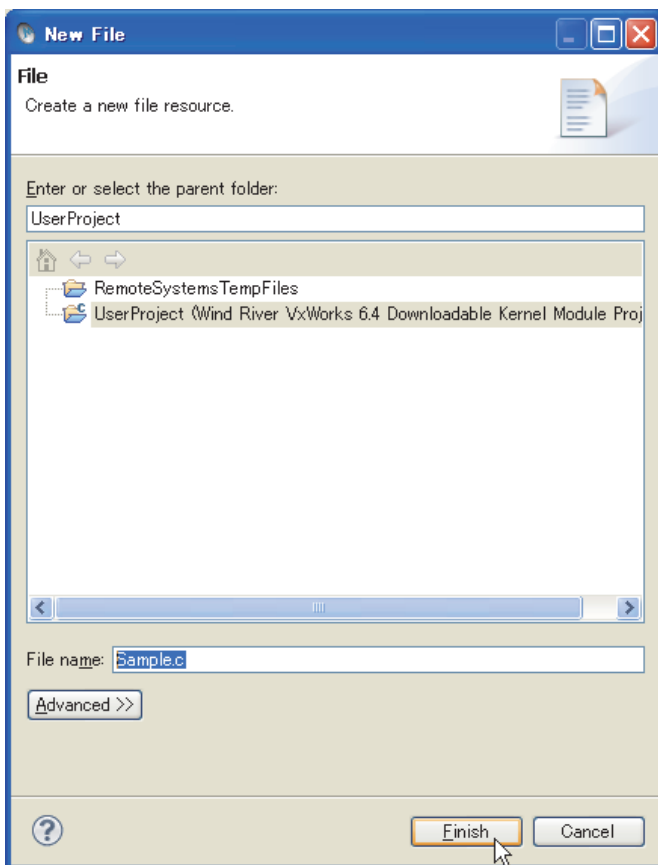 New File
File
Create a new file resource.
Enter or select the parent folder:
UserProject
RemoteSystemsTempFiles
UserProject (Wind River VxWorks 6.4 Downloadable Kernel Module Proj
File name: Sample.c
Advanced >>
? Finish Cancel